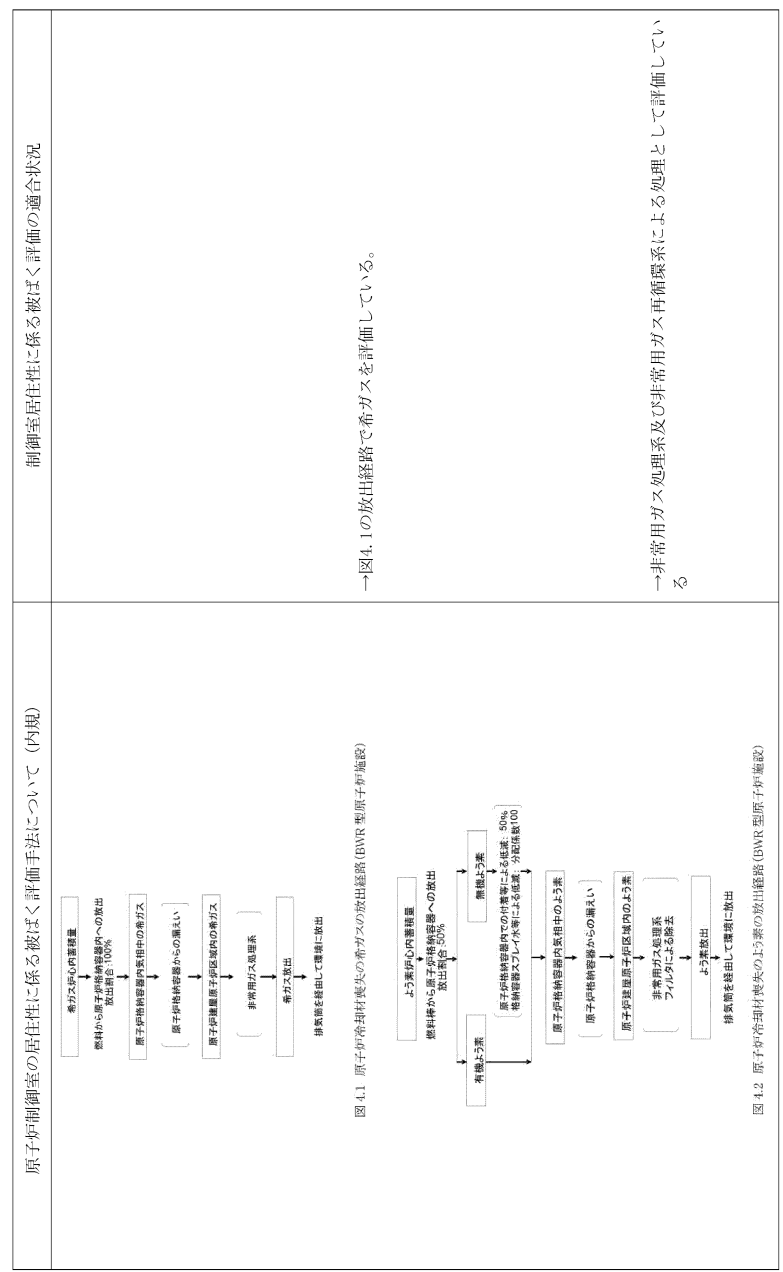 原子炉制御室の居住性に係る被ばく評価手法について（内規）
制御室居住性に係る被ばく評価の適合状況
希ガス炉心内蓄積量
燃料から原子炉格納容器内への放出
放出割合:100%
原子炉格納容器内気相中の希ガス
原子炉格納容器からの漏えい
原子炉建屋原子炉区域内の希ガス
非常用ガス処理系
希ガス放出
排気筒を経由して環境に放出
図 4.1 原子炉冷却材喪失の希ガスの放出経路(BWR 型原子炉施設)
→図4.1の放出経路で希ガスを評価している。
よう素炉心内蓄積量
燃料棒から原子炉格納容器への放出
放出割合:50%
有機よう素
無機よう素
原子炉格納容器内での付着等による低減: 50%
格納容器スプレイ水等による低減: 分配係数100
原子炉格納容器内気相中のよう素
原子炉格納容器からの漏えい
原子炉建屋原子炉区域内のよう素
非常用ガス処理系
フィルタによる除去
よう素放出
排気筒を経由して環境に放出
図 4.2 原子炉冷却材喪失のよう素の放出経路(BWR 型原子炉施設)
→非常用ガス処理系及び非常用ガス再循環系による処理として評価してい
る